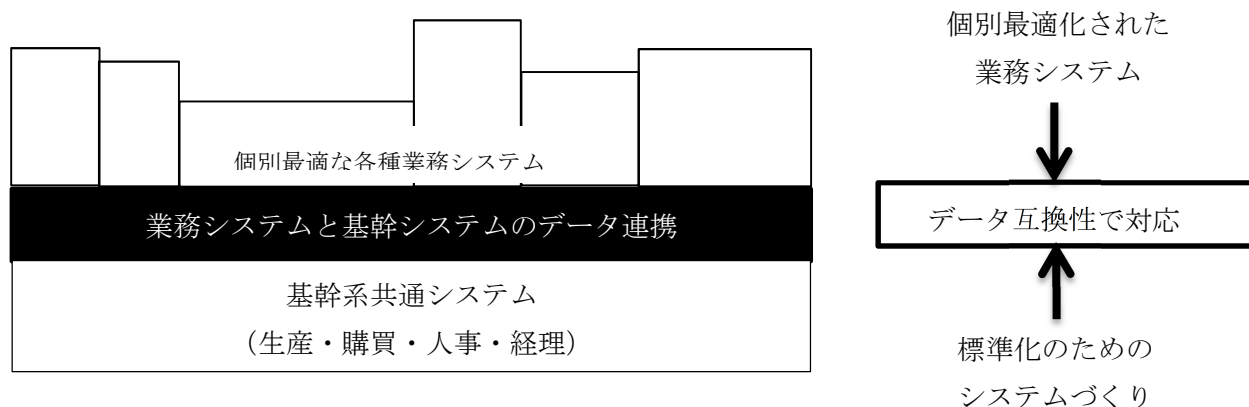 個別最適な各種業務システム
業務システムと基幹システムのデータ連携
基幹系共通システム
（生産・購買・人事・経理）
個別最適化された
業務システム
データ互換性で対応
標準化のための
システムづくり